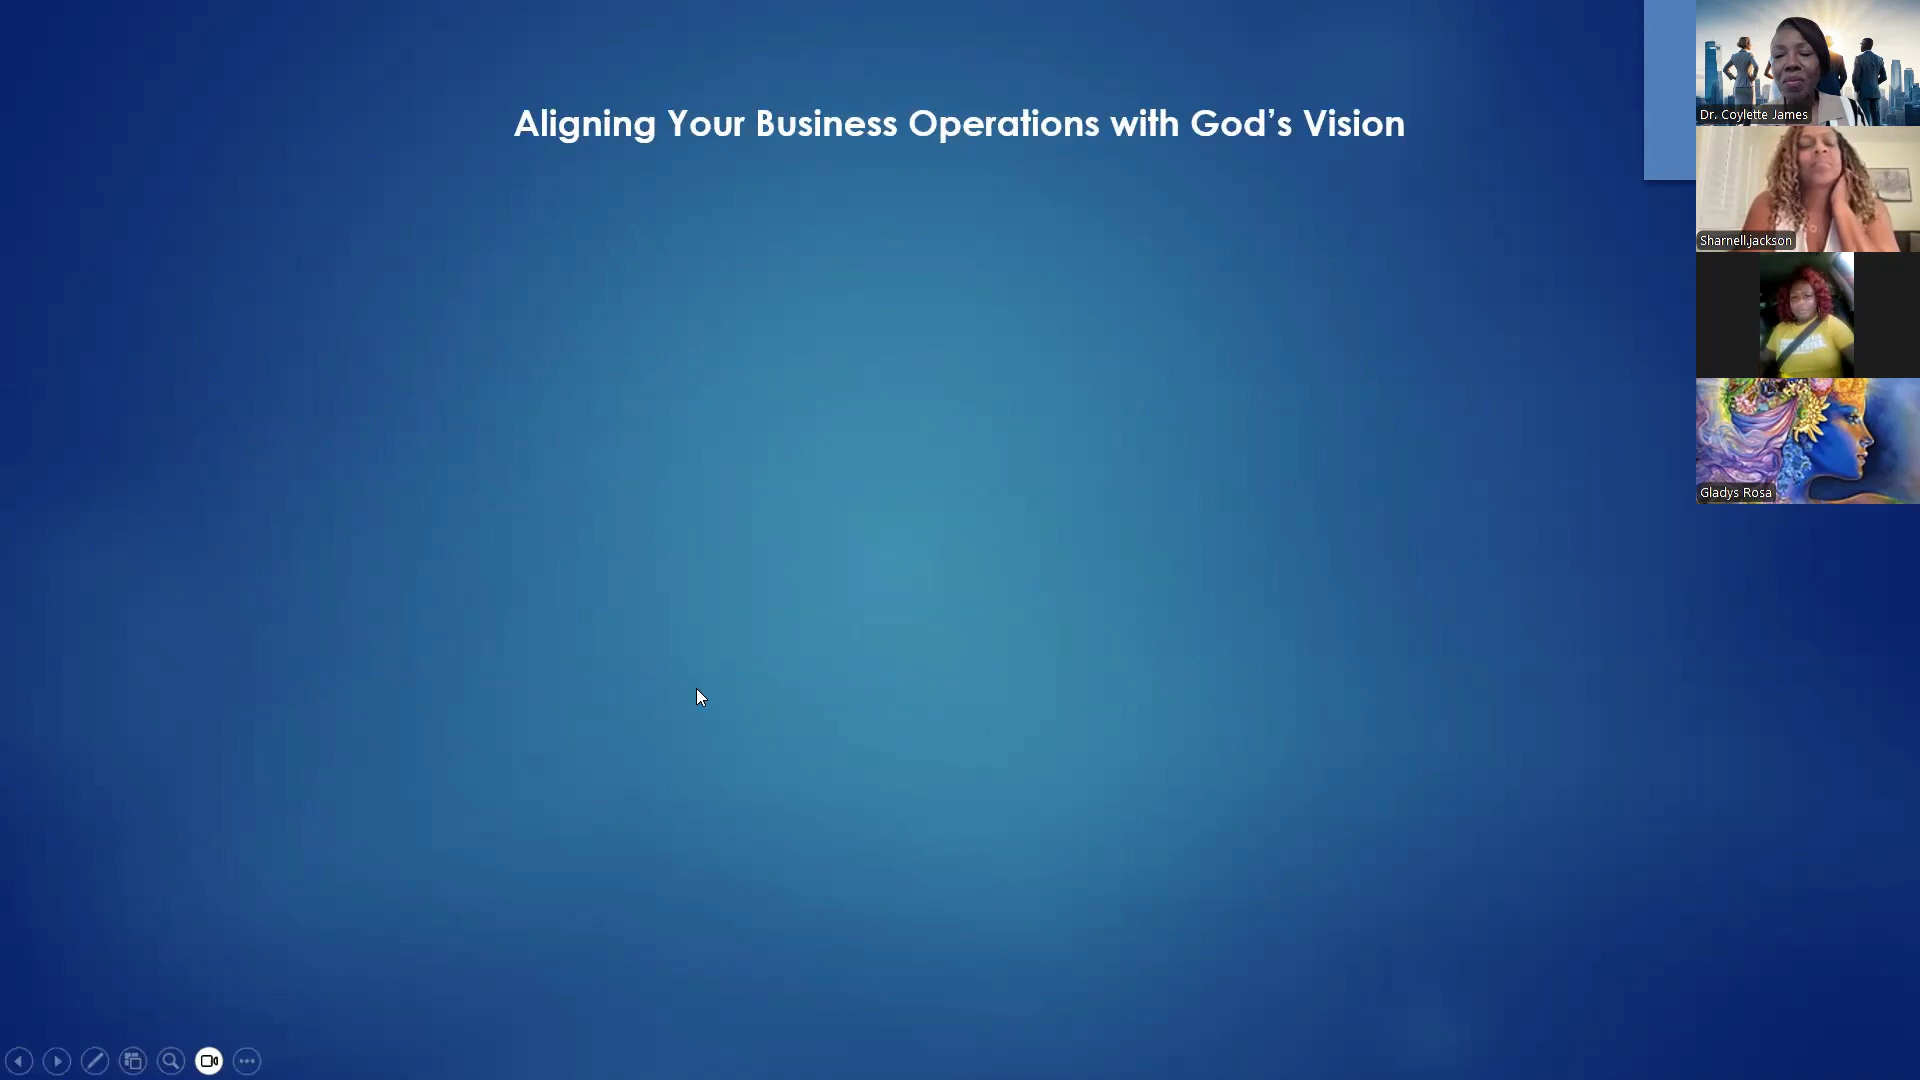 Aligning Your Business Operations with God’s Vision
Dr. Coylette James
Sharnell.jackson
Gladys Rosa